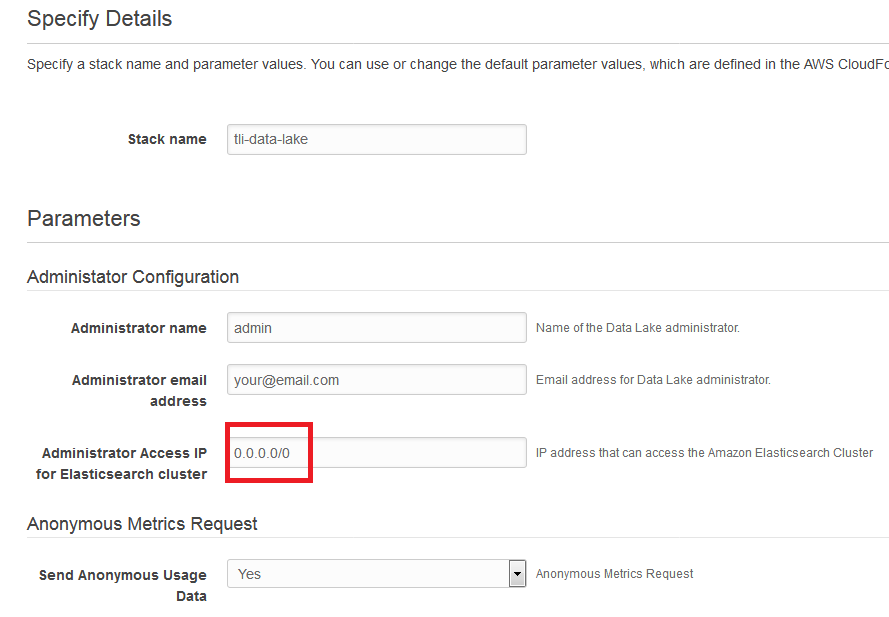 Specify Details
Specify a stack name and parameter values. You can use or change the default parameter values, which are defined in the AWS CloudFo
Stack name
tli-data-lake
Parameters
Administator Configuration
Administrator name
admin
Name of the Data Lake administrator.
Administrator email
address
your@email.com
Email address for Data Lake administrator.
Administrator Access IP
for Elasticsearch cluster
0.0.0.0/0
IP address that can access the Amazon Elasticsearch Cluster
Anonymous Metrics Request
Send Anonymous Usage
Data
Yes
Anonymous Metrics Request